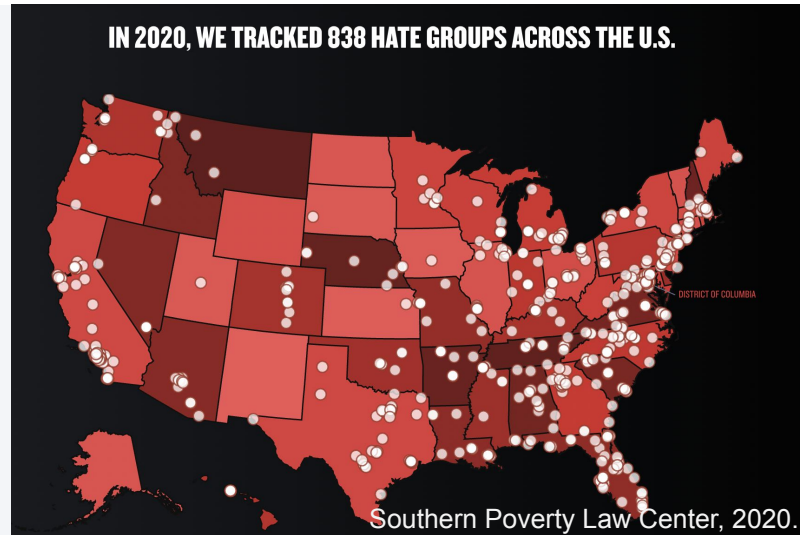 IN 2020, WE TRACKED 838 HATE GROUPS ACROSS THE U.S.
DISTRICT OF COLUMBIA
Southern Poverty Law Center, 2020.